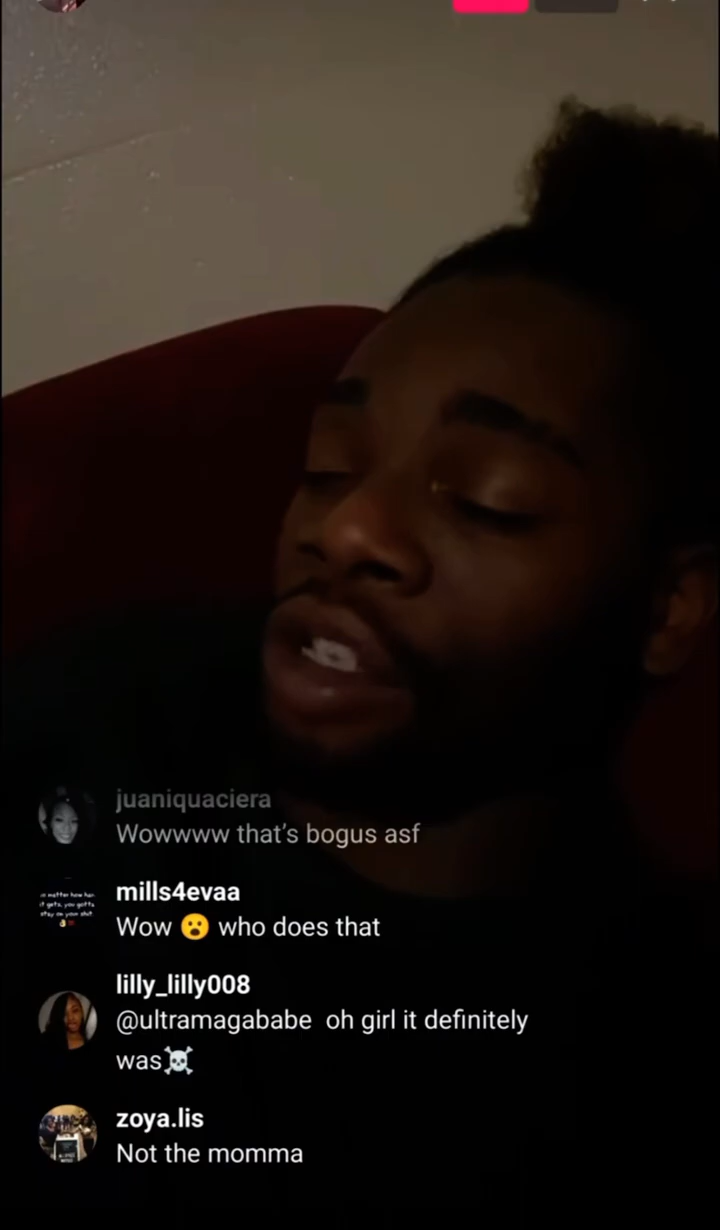 juaniquaciera
Wowwww that's bogus asf
mills4evaa
Wow 😮 who does that
lilly_lilly008
@ultramagababe oh girl it definitely
was☠️
zoya.lis
Not the momma